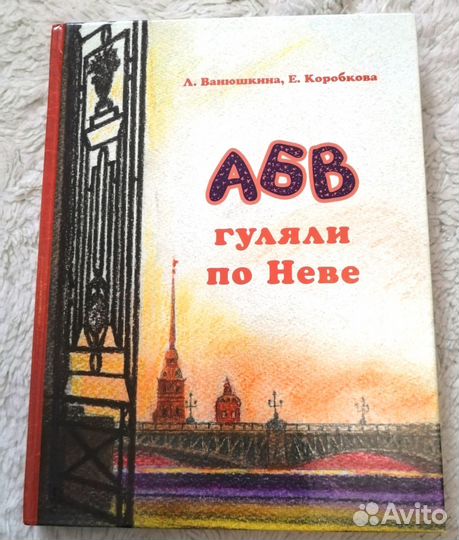 Л. Ванюшкина, Е. Коробкова
АБВ
гуляли
по Неве
Avito